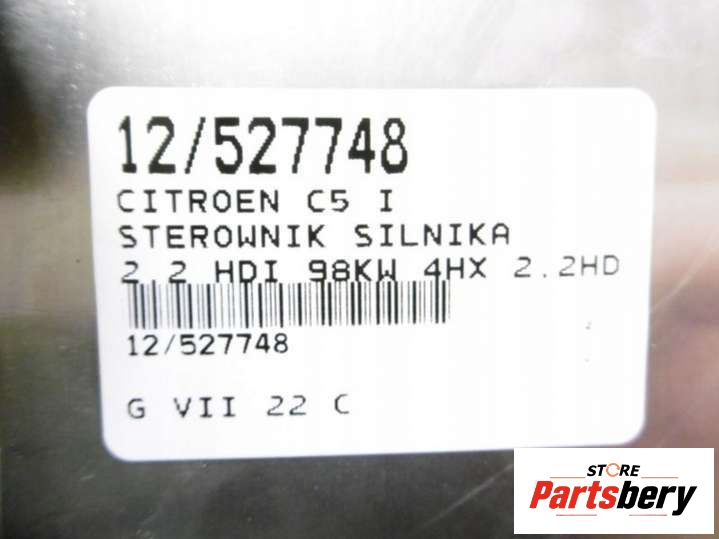 12/527748
CITROEN C5 I
STEROWNIK SILNIKA
2.2 HDI 98KW 4HX 2.2HD
12/527748
G VII 22 C
STORE
Partsbery